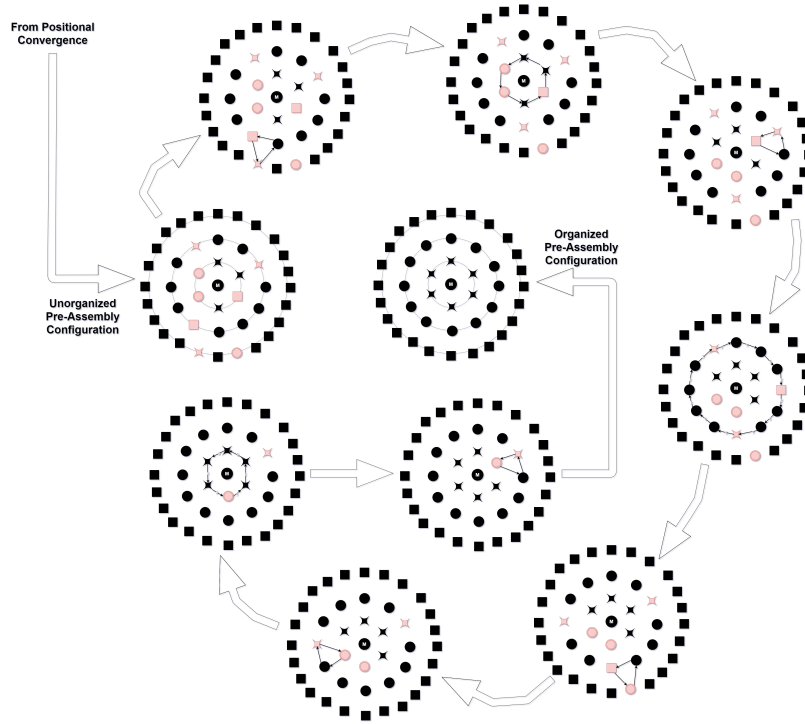 From Positional
Convergence
M
M
M
Organized
Pre-Assembly
Configuration
M
M
Unorganized
Pre-Assembly
Configuration
M
M
M
M
M